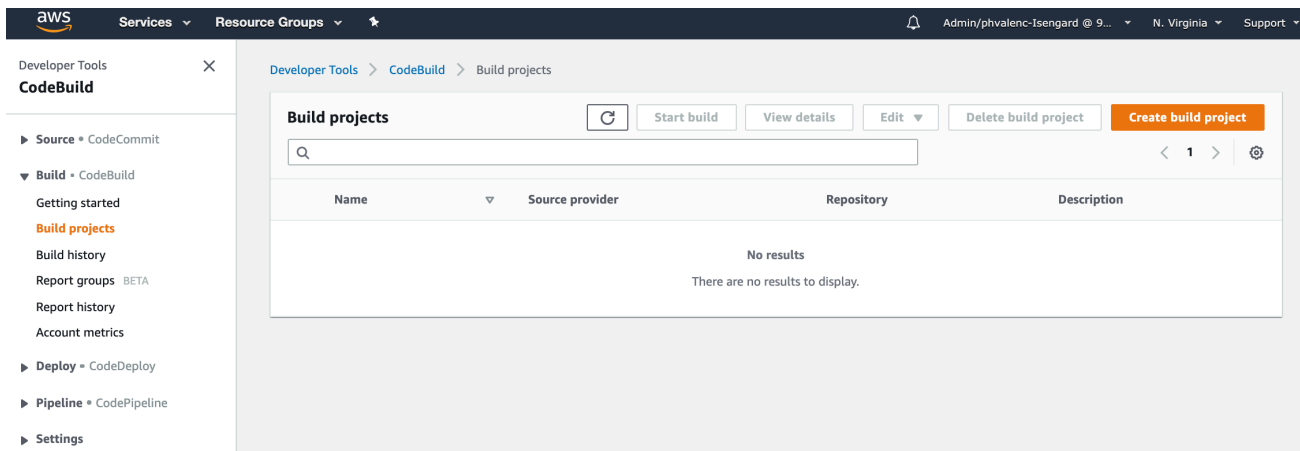 aws Services Resource Groups Admin/phvalenc-Isengard @ 9... N. Virginia Support
Developer Tools
CodeBuild
Source • CodeCommit
Build • CodeBuild
Getting started
Build projects
Build history
Report groups BETA
Report history
Account metrics
Deploy • CodeDeploy
Pipeline • CodePipeline
Settings
Developer Tools > CodeBuild > Build projects
Build projects Start build View details Edit Delete build project Create build project
< 1 >
Name Source provider Repository Description
No results
There are no results to display.